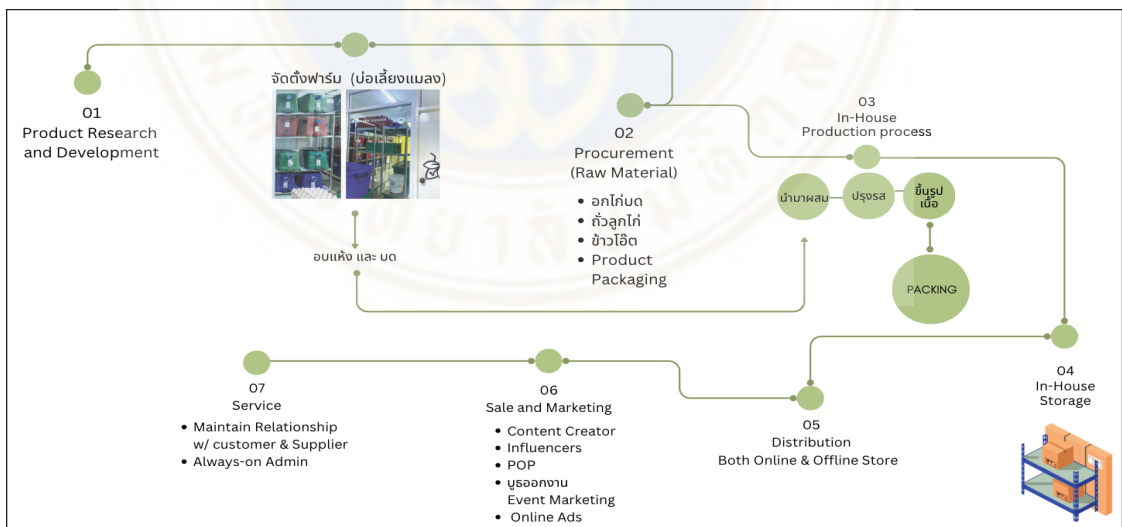 จัดตั้งฟาร์ม (บ่อเลี้ยงแมลง)
01
Product Research
and Development
อบแห้ง และ บด
02
Procurement
(Raw Material)
• อกไก่บด
• ถั่วลูกไก่
• ข้าวโอ๊ต
• Product
Packaging
03
In-House
Production process
นำมาผสม
ปรุงรส
ขึ้นรูป
เนื้อ
PACKING
04
In-House
Storage
05
Distribution
Both Online & Offline Store
06
Sale and Marketing
• Content Creator
• Influencers
• POP
• บูธออกงาน
Event Marketing
• Online Ads
07
Service
• Maintain Relationship
w/ customer & Supplier
• Always-on Admin